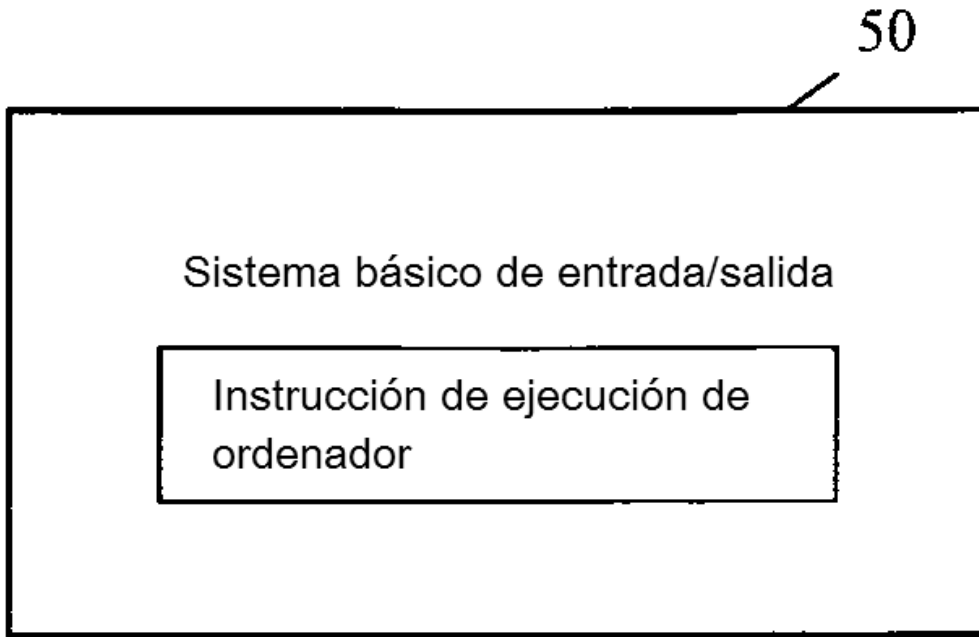 50
Sistema básico de entrada/salida
Instrucción de ejecución de
ordenador